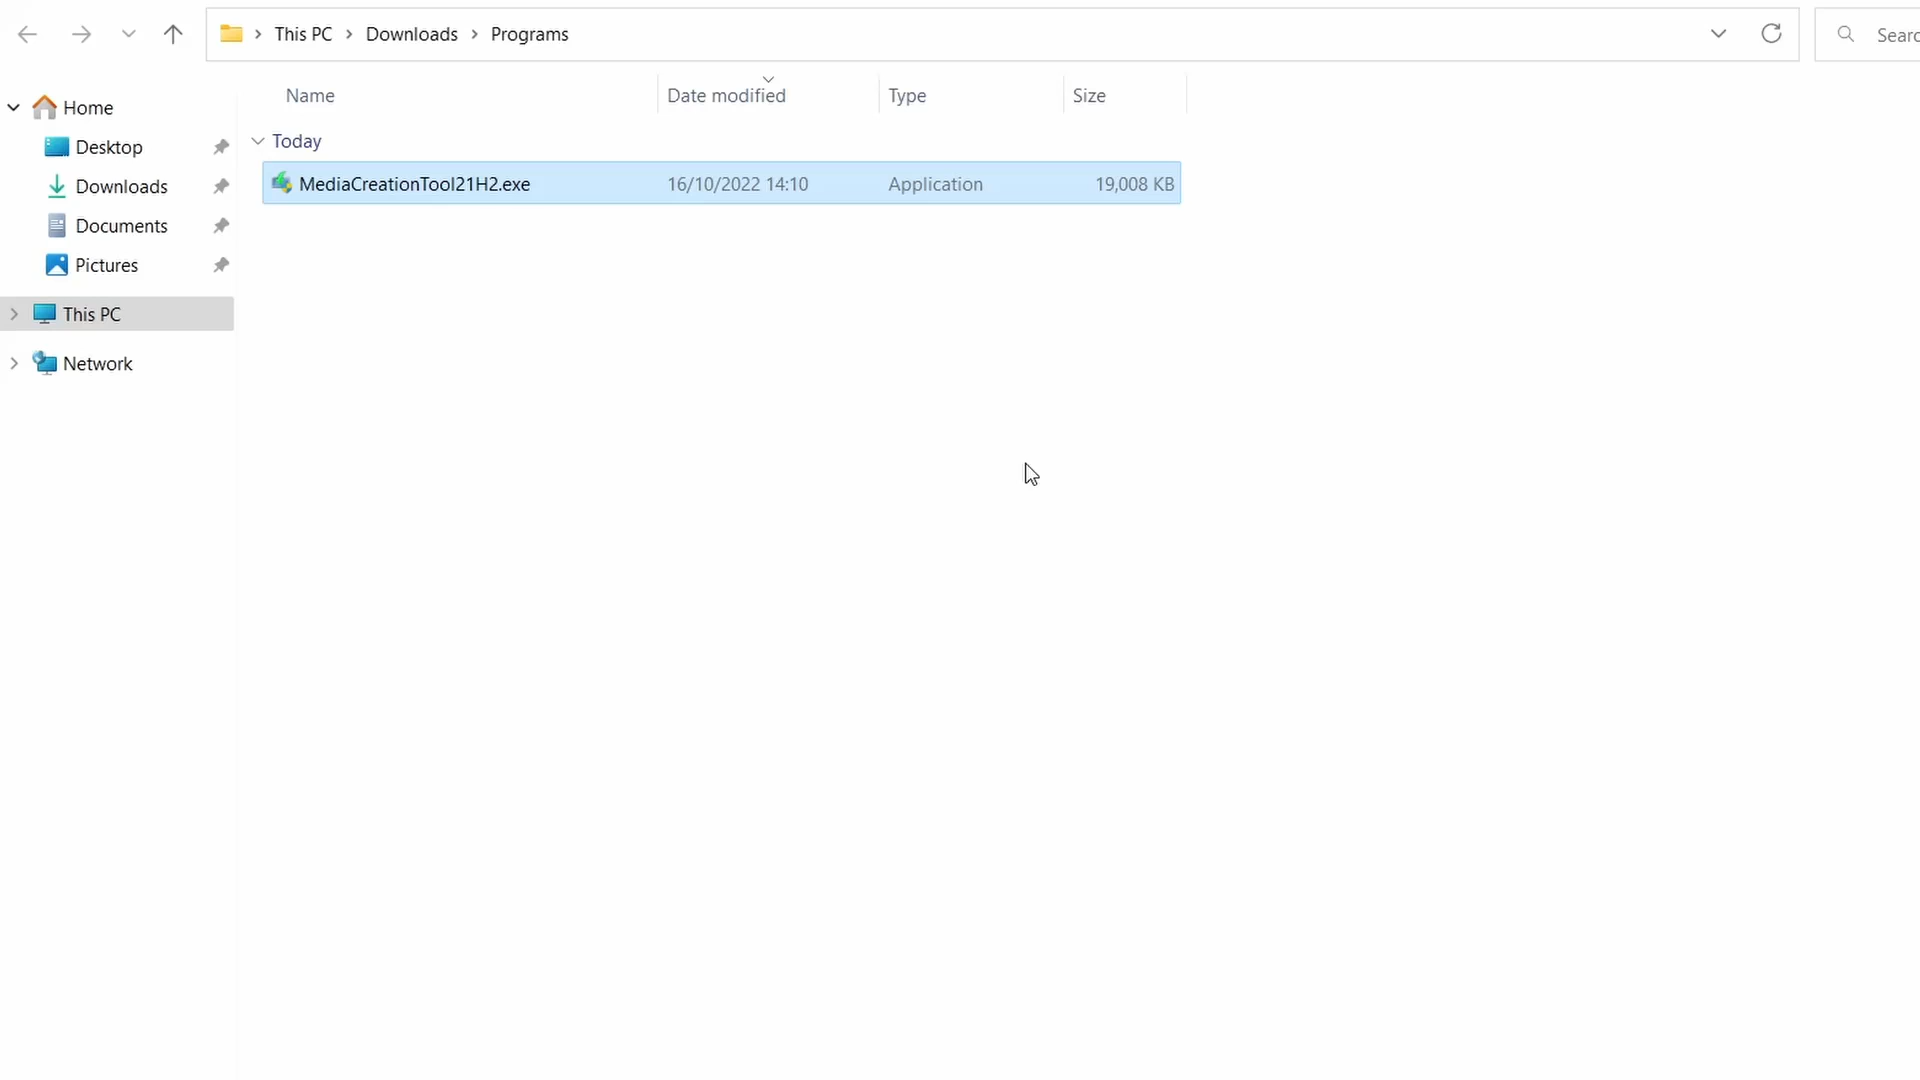 This PC > Downloads > Programs
Searc
Name Date modified Type Size
Home
Today
Desktop
MediaCreationTool21H2.exe 16/10/2022 14:10 Application 19,008 KB
Downloads
Documents
Pictures
This PC
Network